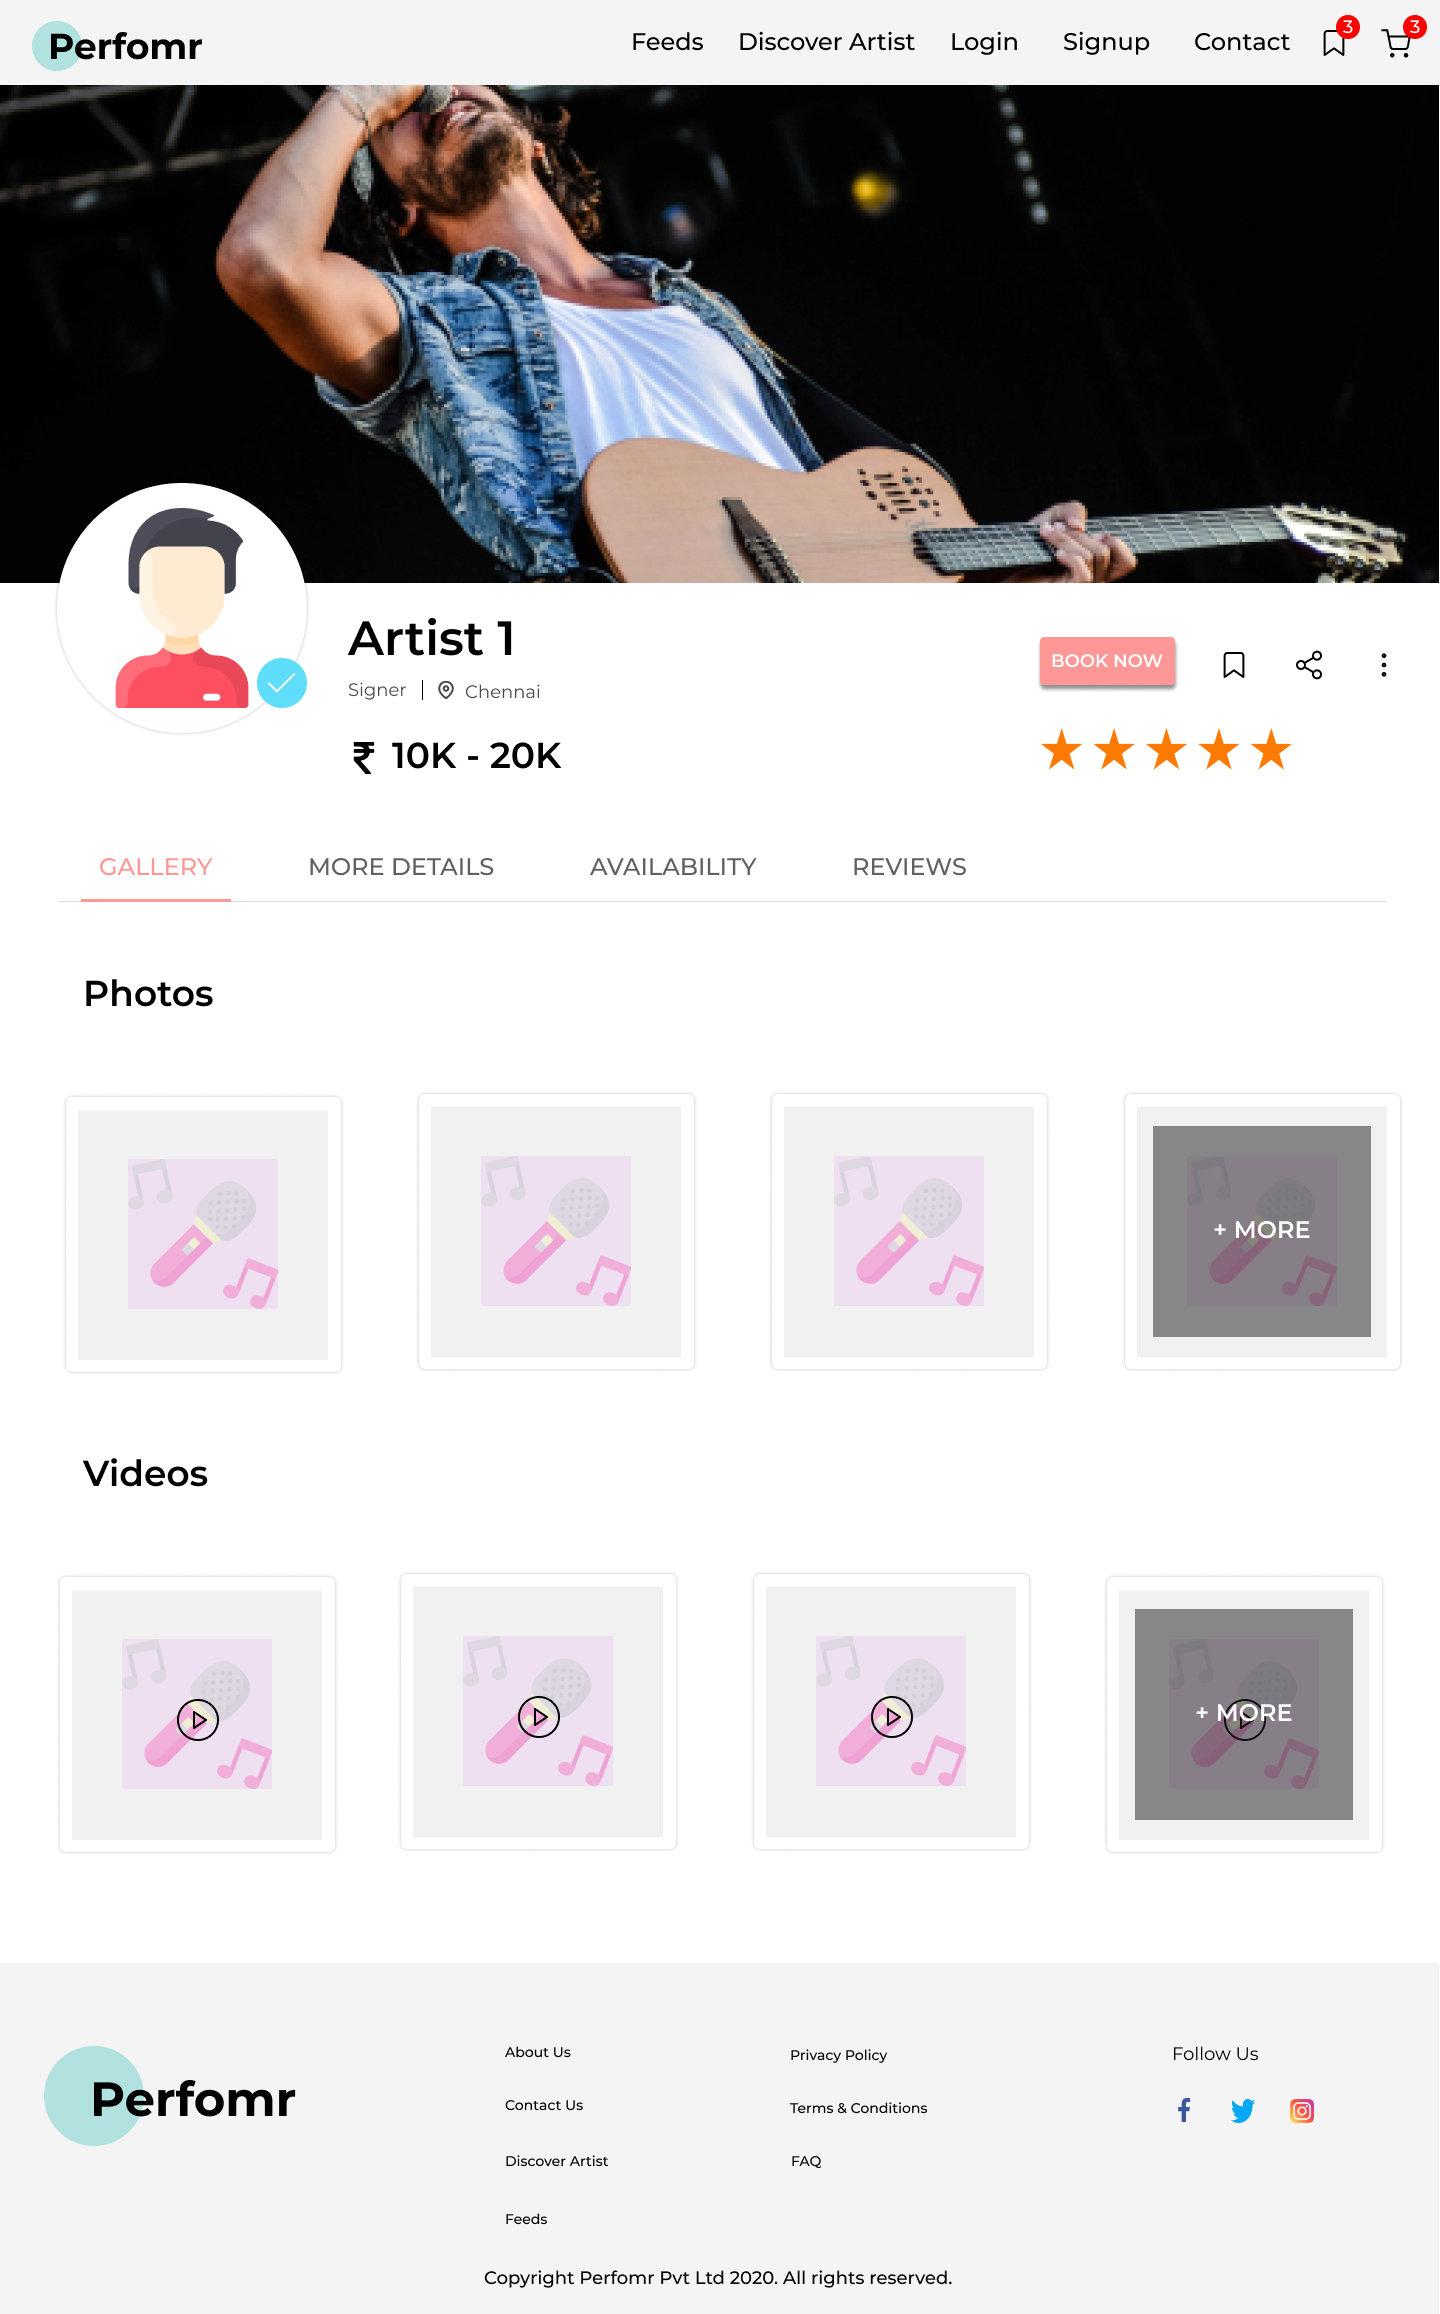 Perfomr
Feeds
Discover Artist
Login
Signup
Contact
3
3
Artist 1
BOOK NOW
Signer
Chennai
₹ 10K - 20K
GALLERY
MORE DETAILS
AVAILABILITY
REVIEWS
Photos
+ MORE
Videos
+ MORE
Perfomr
About Us
Contact Us
Discover Artist
Feeds
Privacy Policy
Terms & Conditions
FAQ
Follow Us
Copyright Perfomr Pvt Ltd 2020. All rights reserved.